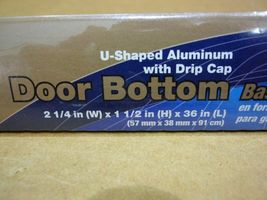 U-Shaped Aluminum
with Drip Cap
Door Bottom
2 1/4 in (W) x 1 1/2 in (H) x 36 in (L)
(57 mm x 38 mm x 91 cm)
en
para